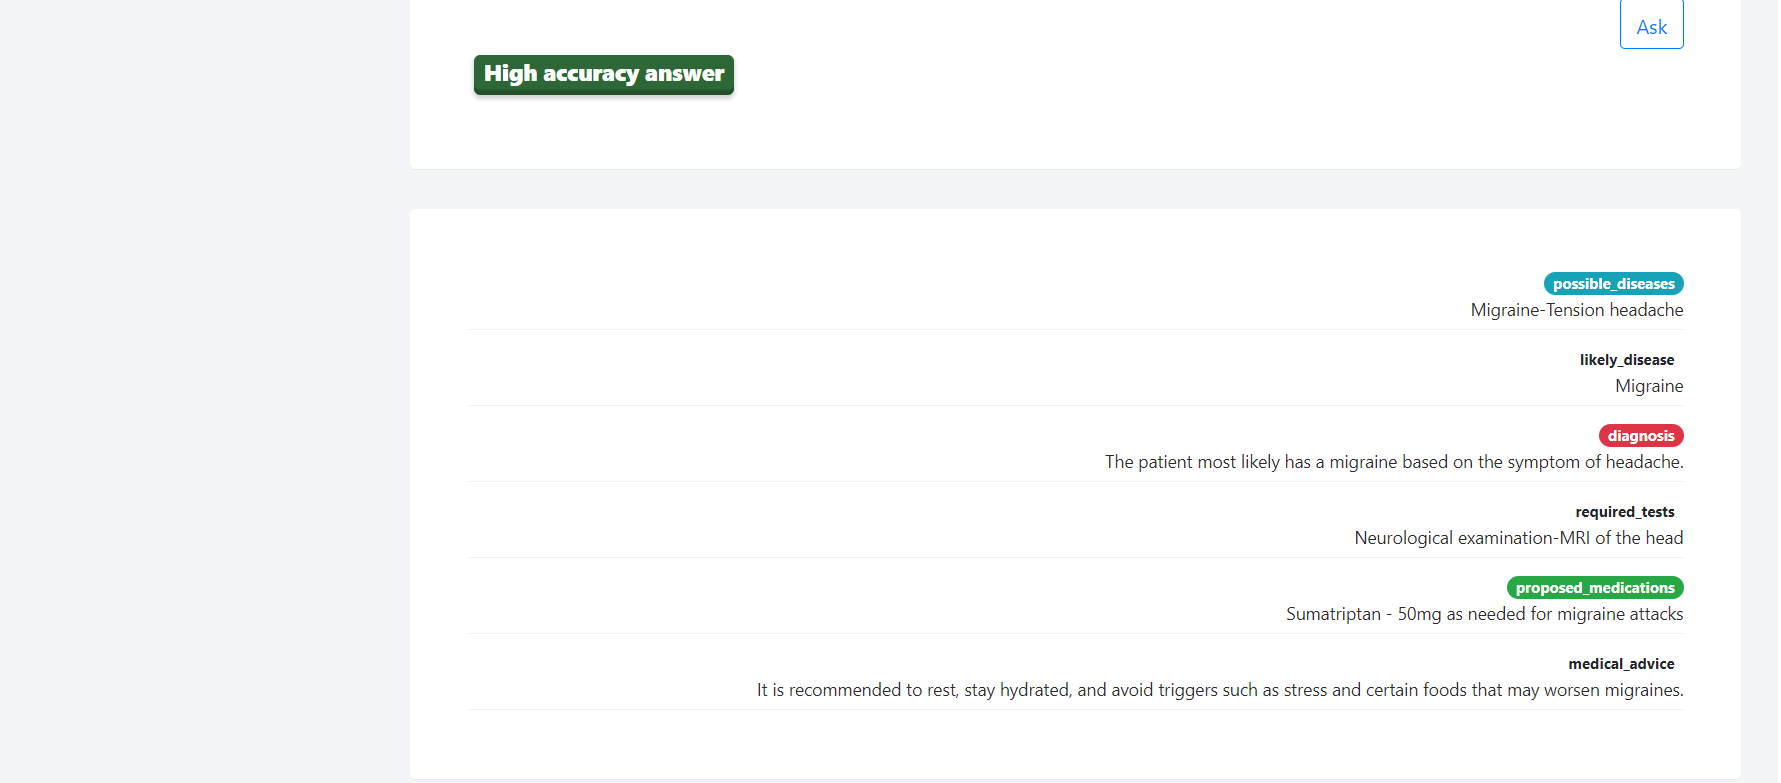 Ask
High accuracy answer
possible_diseases
Migraine-Tension headache
likely_disease
Migraine
diagnosis
The patient most likely has a migraine based on the symptom of headache.
required_tests
Neurological examination-MRI of the head
proposed_medications
Sumatriptan - 50mg as needed for migraine attacks
medical_advice
It is recommended to rest, stay hydrated, and avoid triggers such as stress and certain foods that may worsen migraines.